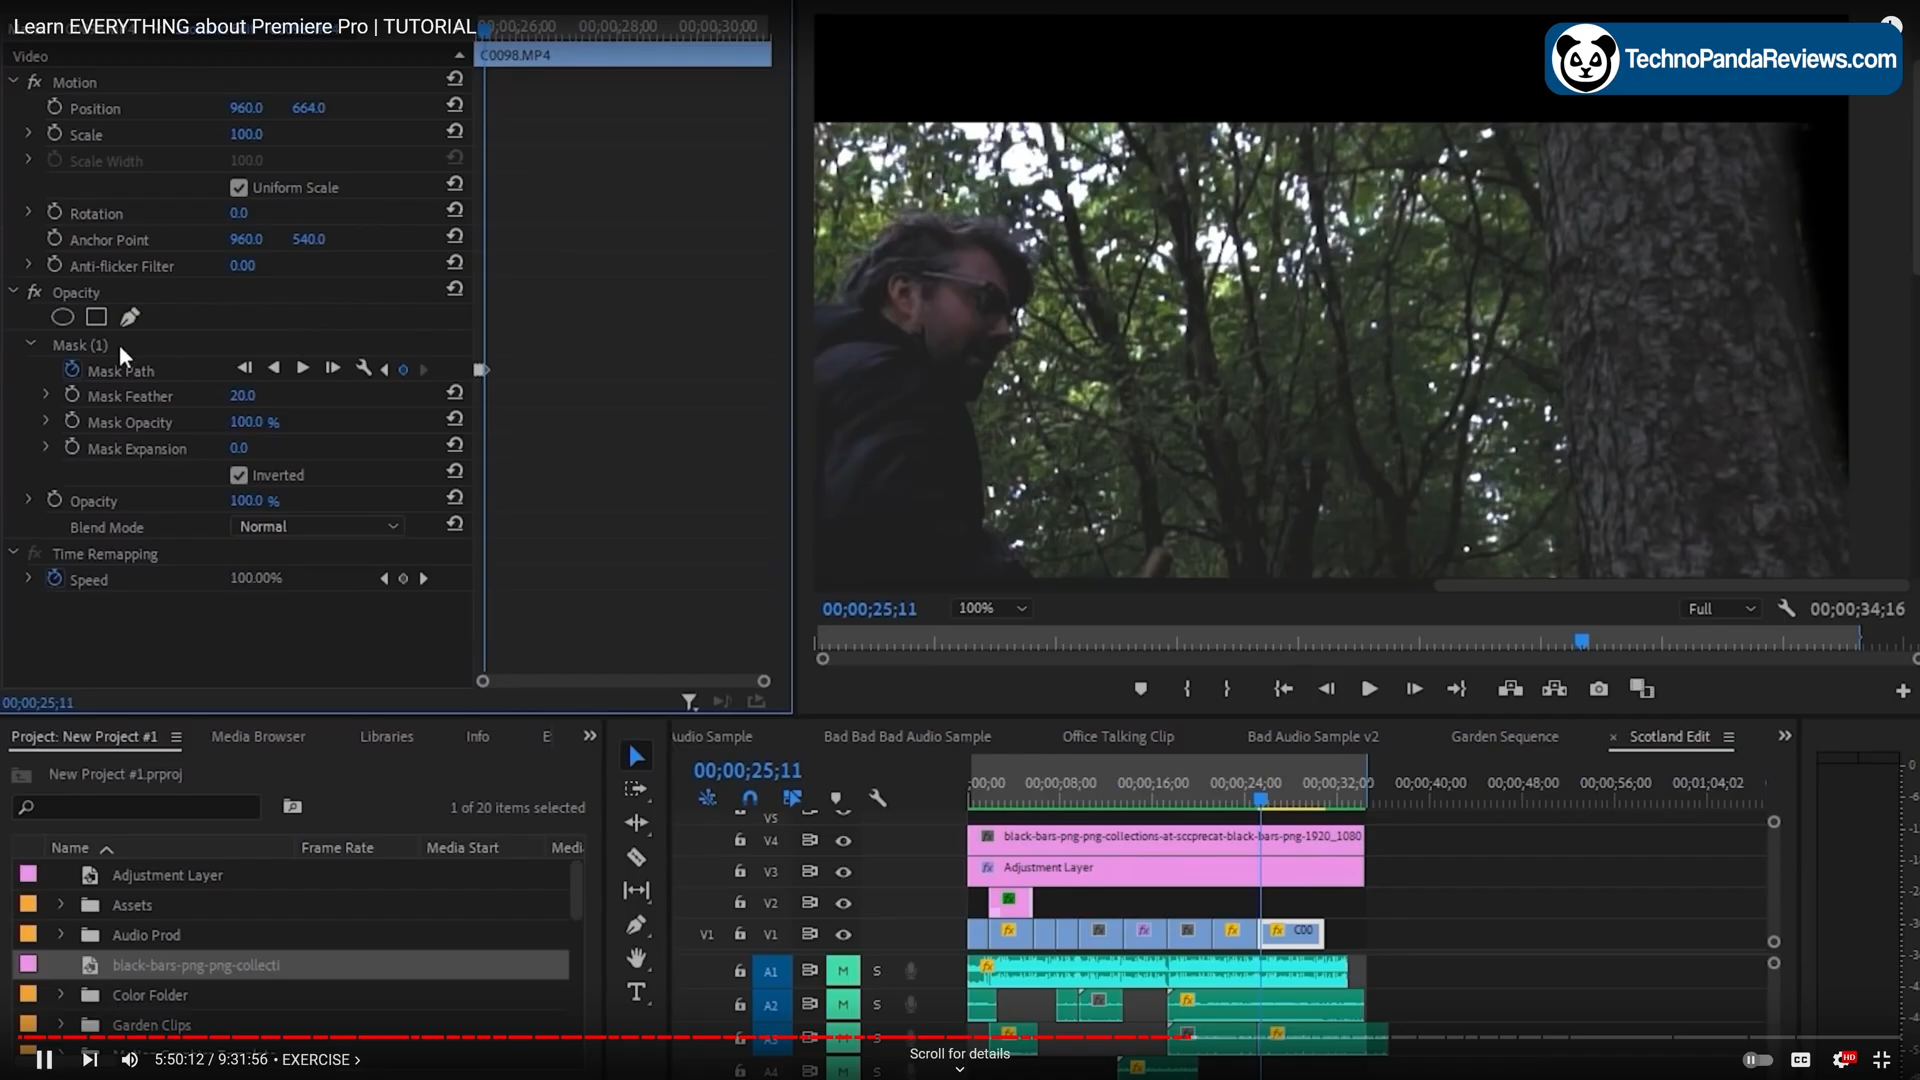 Learn EVERYTHING about Premiere Pro | TUTORIAL
00;00;26;00 00;00;28;00 00;00;30;00
TechnoPandaReviews.com
Video
C0098.MP4
fx Motion
Position 960.0 664.0
Scale 100.0
Scale Width 100.0
Uniform Scale
Rotation 0.0
Anchor Point 960.0 540.0
Anti-flicker Filter 0.00
fx Opacity
Mask (1)
Mask Path
Mask Feather 20.0
Mask Opacity 100.0 %
Mask Expansion 0.0
Inverted
Opacity 100.0 %
Blend Mode Normal
fx Time Remapping
Speed 100.00%
00;00;25;11 100% Full 00;00;34;16
00;00;25;11
Project: New Project #1 Media Browser Libraries Info E
udio Sample Bad Bad Bad Audio Sample Office Talking Clip Bad Audio Sample v2 Garden Sequence Scotland Edit
New Project #1.prproj
1 of 20 items selected
00;00;25;11
;00;00 00;00;08;00 00;00;16;00 00;00;24;00 00;00;32;00 00;00;40;00 00;00;48;00 00;00;56;00 00;01;04;02
Name Frame Rate Media Start Medi
Adjustment Layer
Assets
Audio Prod
black-bars-png-png-collecti
Color Folder
Garden Clips
V5
V4 black-bars-png-png-collections-at-sccprecat-black-bars-png-1920_1080
V3 fx Adjustment Layer
V2
V1 V1 C00
A1 M S
A2 M S
A3
A4
5:50:12 / 9:31:56 • EXERCISE
Scroll for details
CC
HD